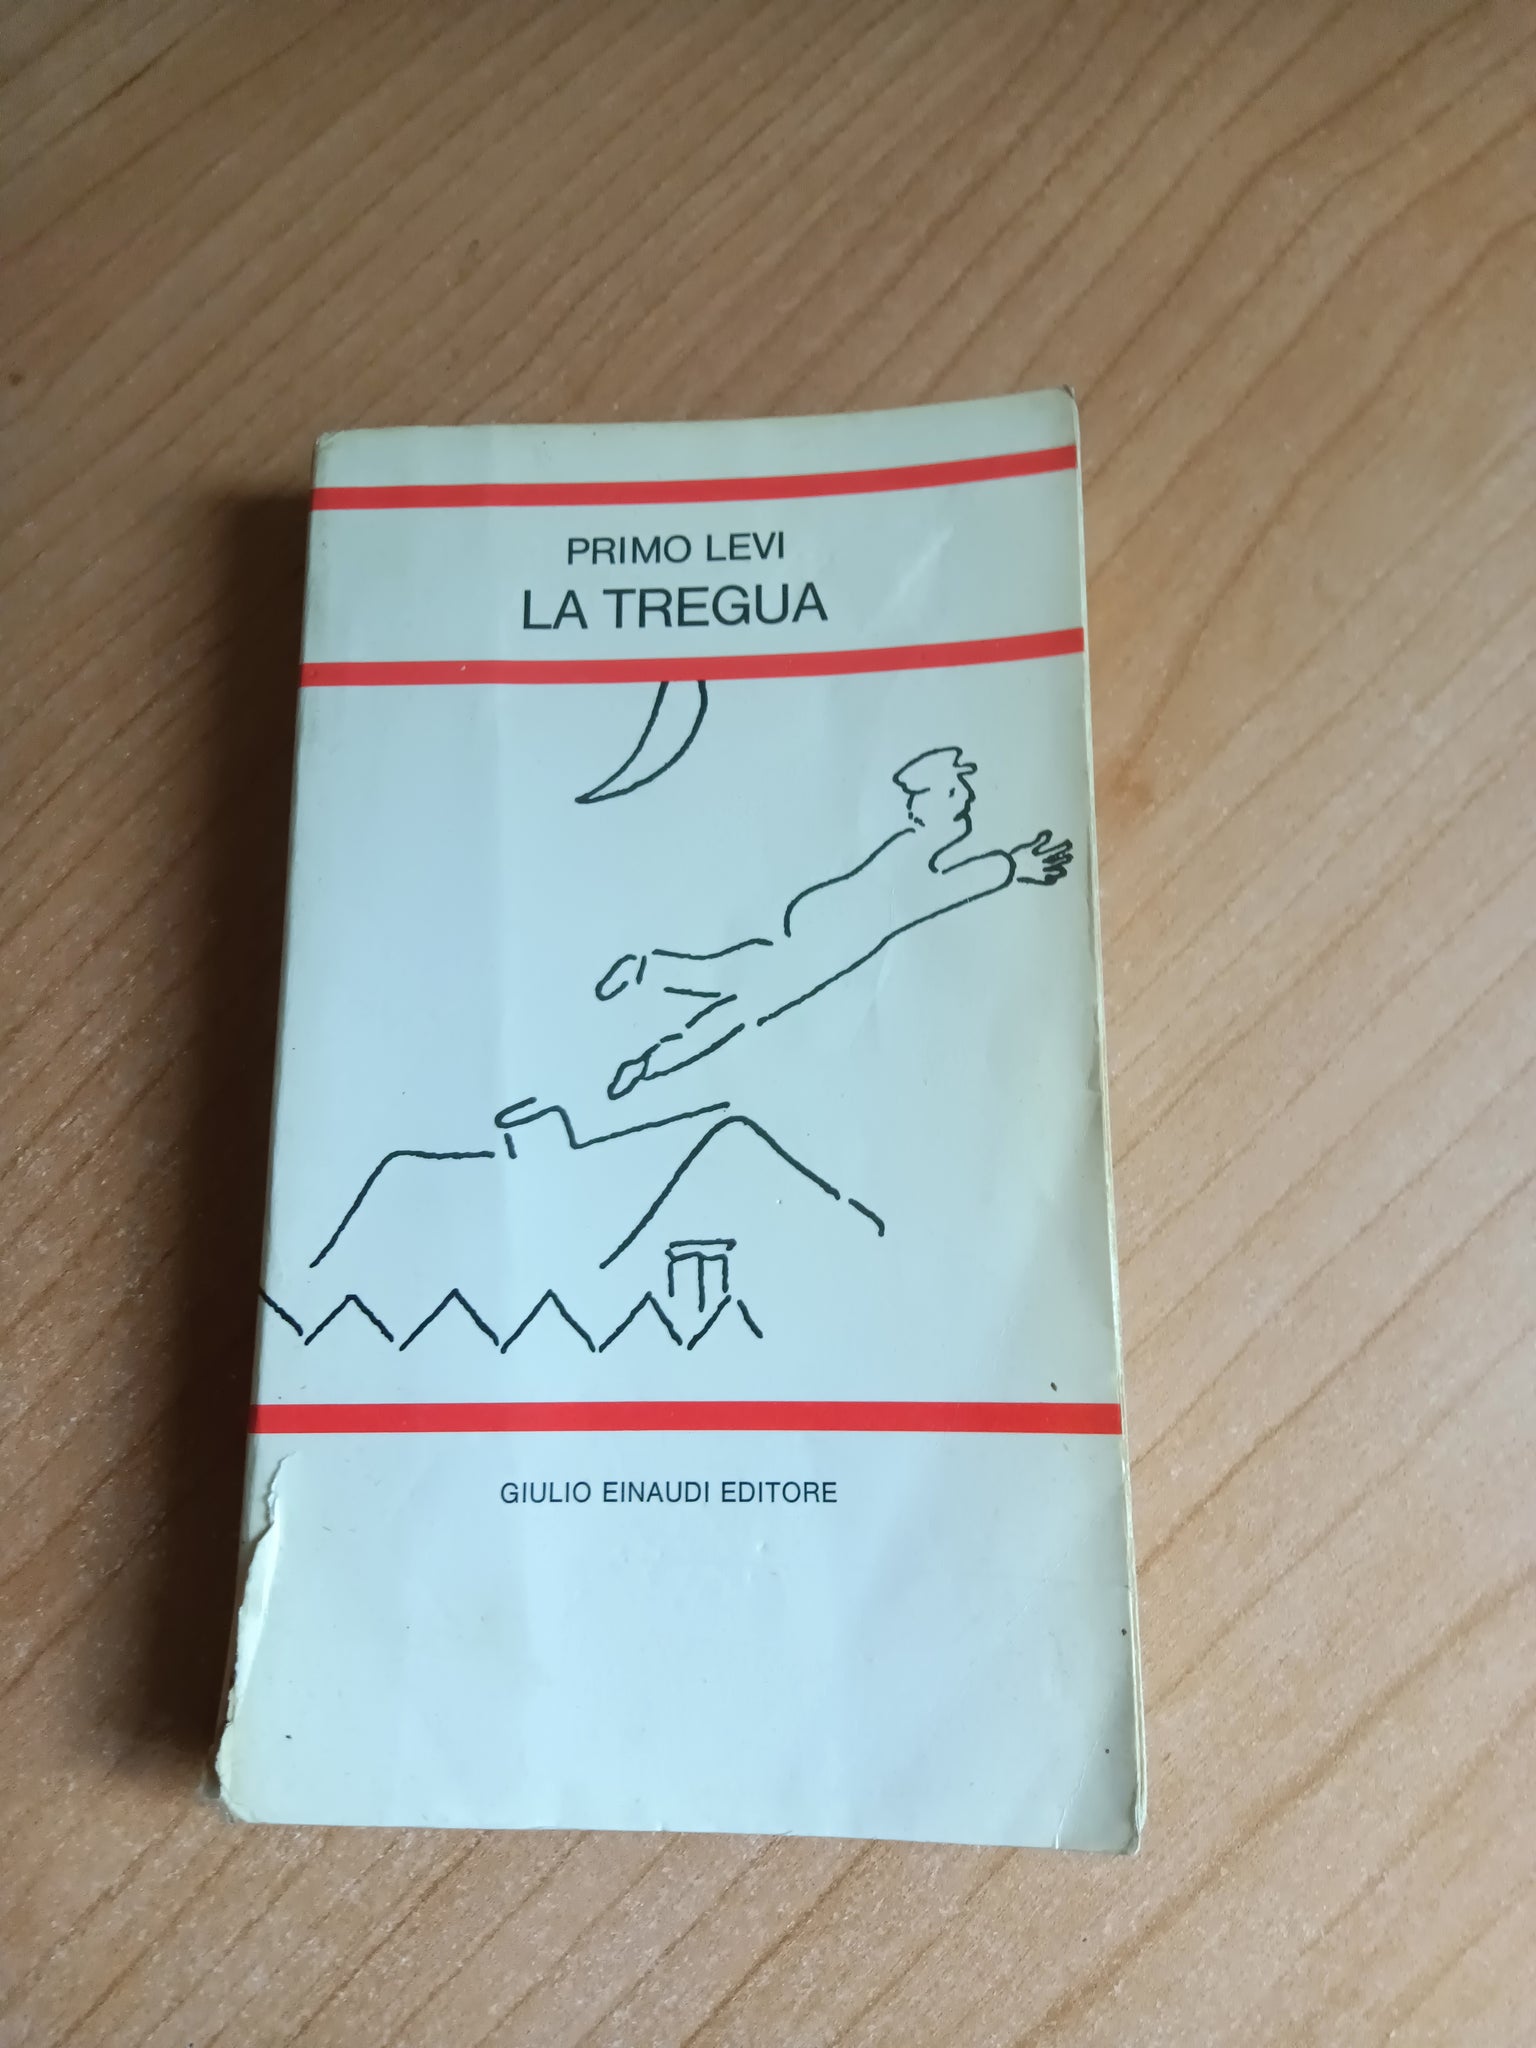 PRIMO LEVI
LA TREGUA
GIULIO EINAUDI EDITORE